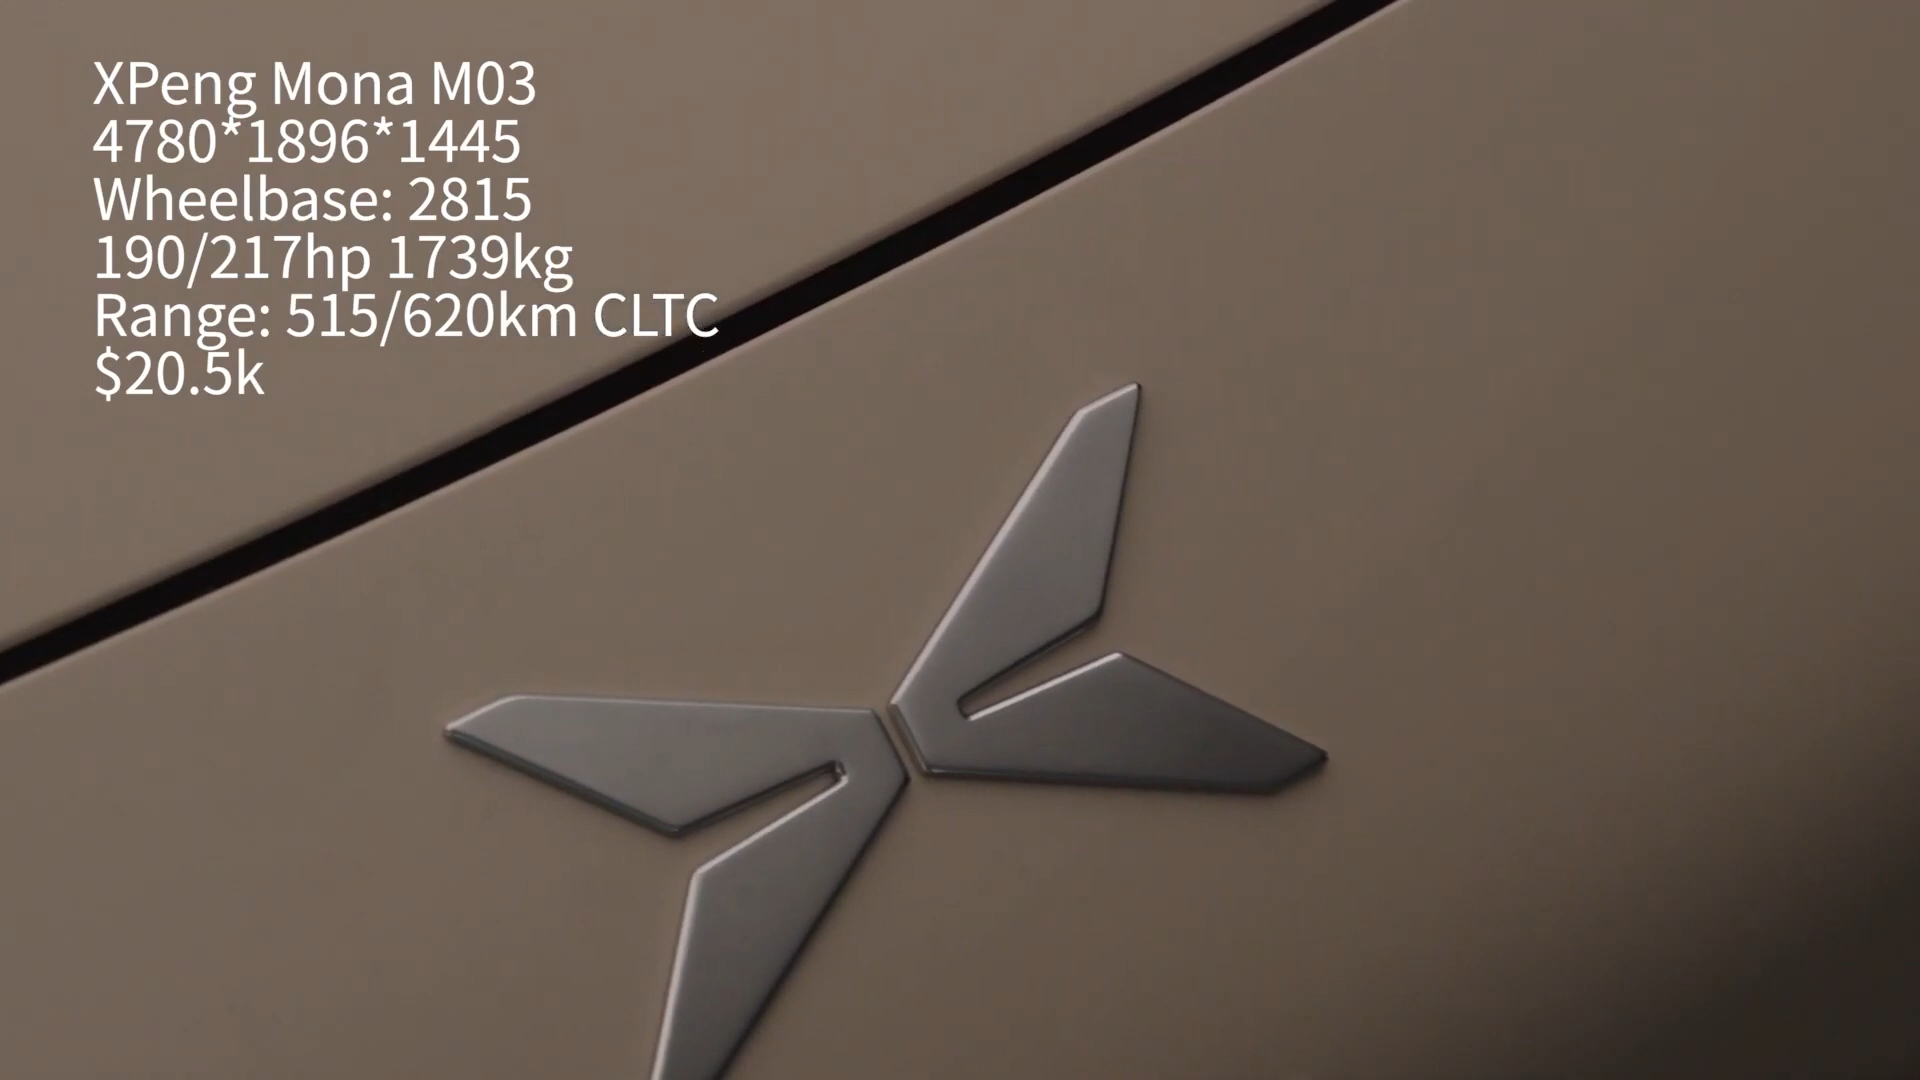 XPeng Mona M03
4780*1896*1445
Wheelbase: 2815
190/217hp 1739kg
Range: 515/620km CLTC
$20.5k